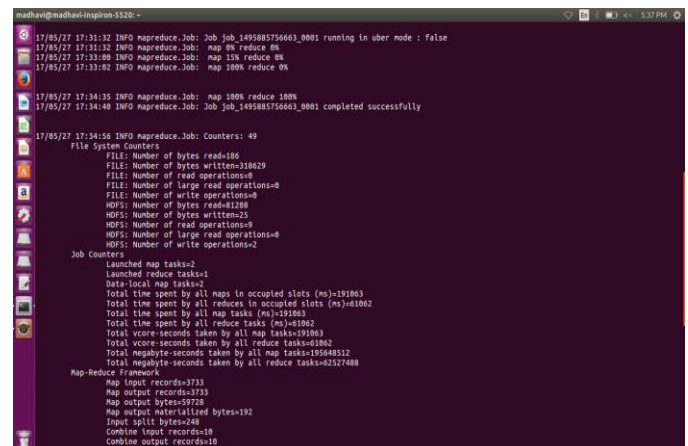 madhavi@madhavi-Inspiron-5520: ~
En
5:37 PM
17/05/27 17:31:32 INFO mapreduce.Job: Job job_1495885756663_0001 running in uber mode : false
17/05/27 17:31:32 INFO mapreduce.Job:  map 0% reduce 0%
17/05/27 17:33:00 INFO mapreduce.Job:  map 15% reduce 0%
17/05/27 17:33:02 INFO mapreduce.Job:  map 100% reduce 0%
17/05/27 17:34:35 INFO mapreduce.Job:  map 100% reduce 100%
17/05/27 17:34:40 INFO mapreduce.Job: Job job_1495885756663_0001 completed successfully
17/05/27 17:34:56 INFO mapreduce.Job: Counters: 49
File System Counters
FILE: Number of bytes read=186
FILE: Number of bytes written=318629
FILE: Number of read operations=0
FILE: Number of large read operations=0
FILE: Number of write operations=0
HDFS: Number of bytes read=81208
HDFS: Number of bytes written=25
HDFS: Number of read operations=9
HDFS: Number of large read operations=0
HDFS: Number of write operations=2
Job Counters
Launched map tasks=2
Launched reduce tasks=1
Data-local map tasks=2
Total time spent by all maps in occupied slots (ms)=191063
Total time spent by all reduces in occupied slots (ms)=61062
Total time spent by all map tasks (ms)=191063
Total time spent by all reduce tasks (ms)=61062
Total vcore-seconds taken by all map tasks=191063
Total vcore-seconds taken by all reduce tasks=61062
Total megabyte-seconds taken by all map tasks=195648512
Total megabyte-seconds taken by all reduce tasks=62527488
Map-Reduce Framework
Map input records=3733
Map output records=3733
Map output bytes=59728
Map output materialized bytes=192
Input split bytes=248
Combine input records=10
Combine output records=10